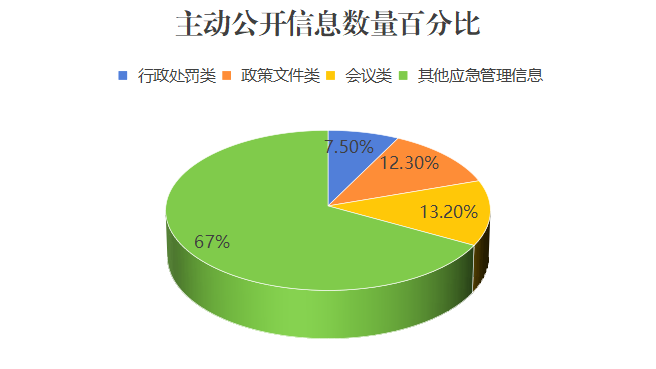 主动公开信息数量百分比
行政处罚类 政策文件类 会议类 其他应急管理信息
7.50%
12.30%
13.20%
67%